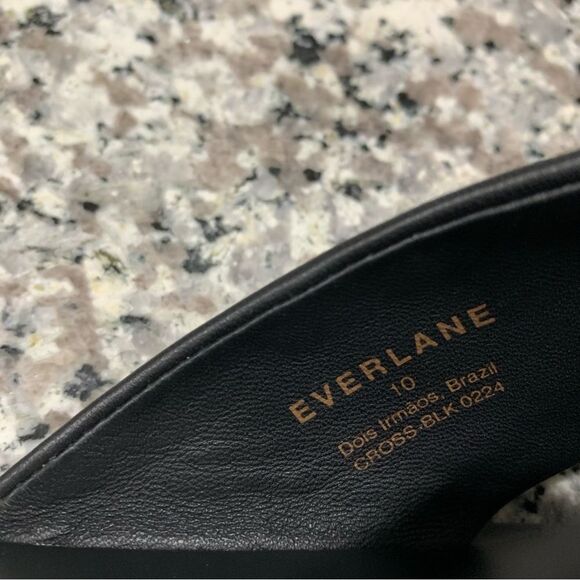 EVERLANE
10
Dois Irmãos, Brazil
CROSS-BLK-0224